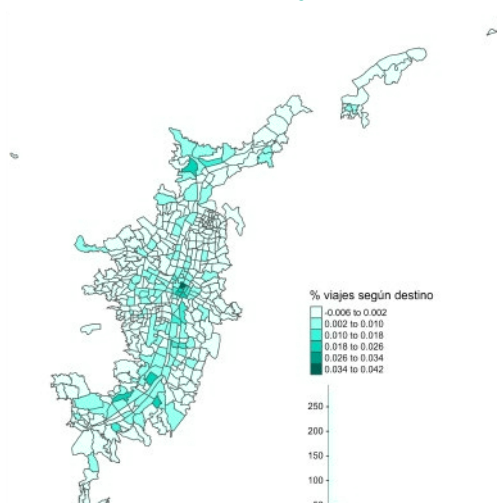 % viajes según destino
-0.006 to 0.002
0.002 to 0.010
0.010 to 0.018
0.018 to 0.026
0.026 to 0.034
0.034 to 0.042
250
200
150
100